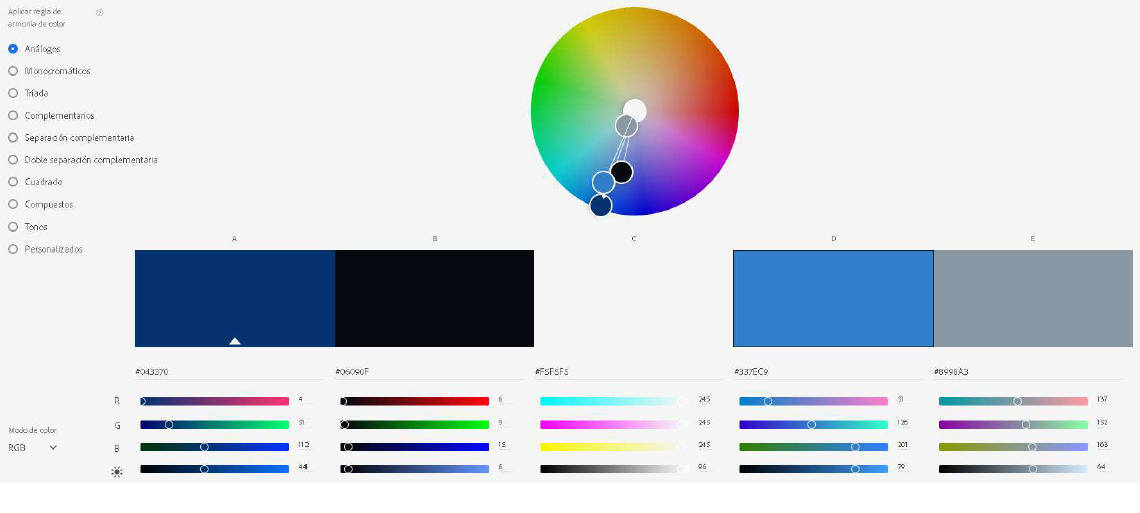 Aplicar regla de
armonía de color
Análogos
Monocromáticos
Tríada
Complementarios
Separación complementaria
Doble separación complementaria
Cuadrado
Compuestos
Tonos
Personalizados
A B C D E
#043370 #06090F #F5F5F5 #337EC9 #8998A3
R 4 6 245 51 137
G 51 9 245 126 152
Modo de color
B 112 15 245 201 163
RGB
44 6 96 79 64